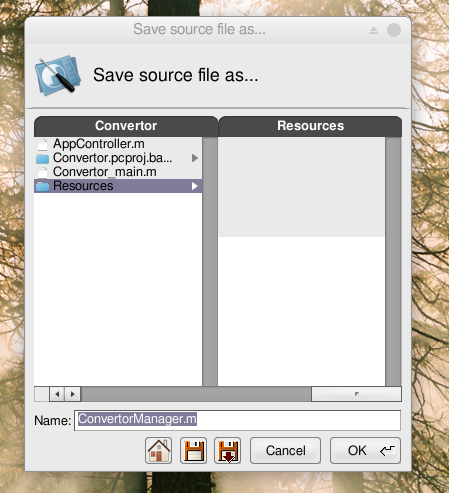 Save source file as...
Save source file as...
Convertor
Resources
AppController.m
Convertor.pcproj.ba...
Convertor_main.m
Resources
Name: ConvertorManager.m
Cancel
OK